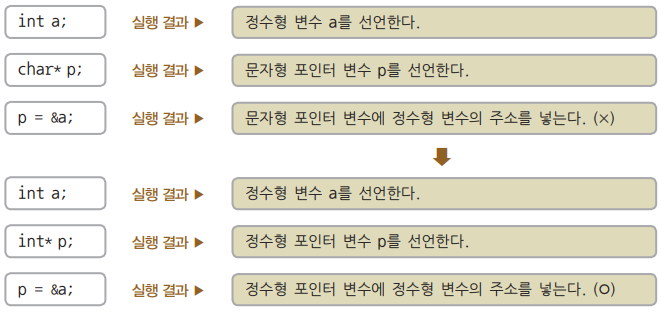 int a; 실행 결과 ▶ 정수형 변수 a를 선언한다.
char* p; 실행 결과 ▶ 문자형 포인터 변수 p를 선언한다.
p = &a; 실행 결과 ▶ 문자형 포인터 변수에 정수형 변수의 주소를 넣는다. (×)
int a; 실행 결과 ▶ 정수형 변수 a를 선언한다.
int* p; 실행 결과 ▶ 정수형 포인터 변수 p를 선언한다.
p = &a; 실행 결과 ▶ 정수형 포인터 변수에 정수형 변수의 주소를 넣는다. (○)